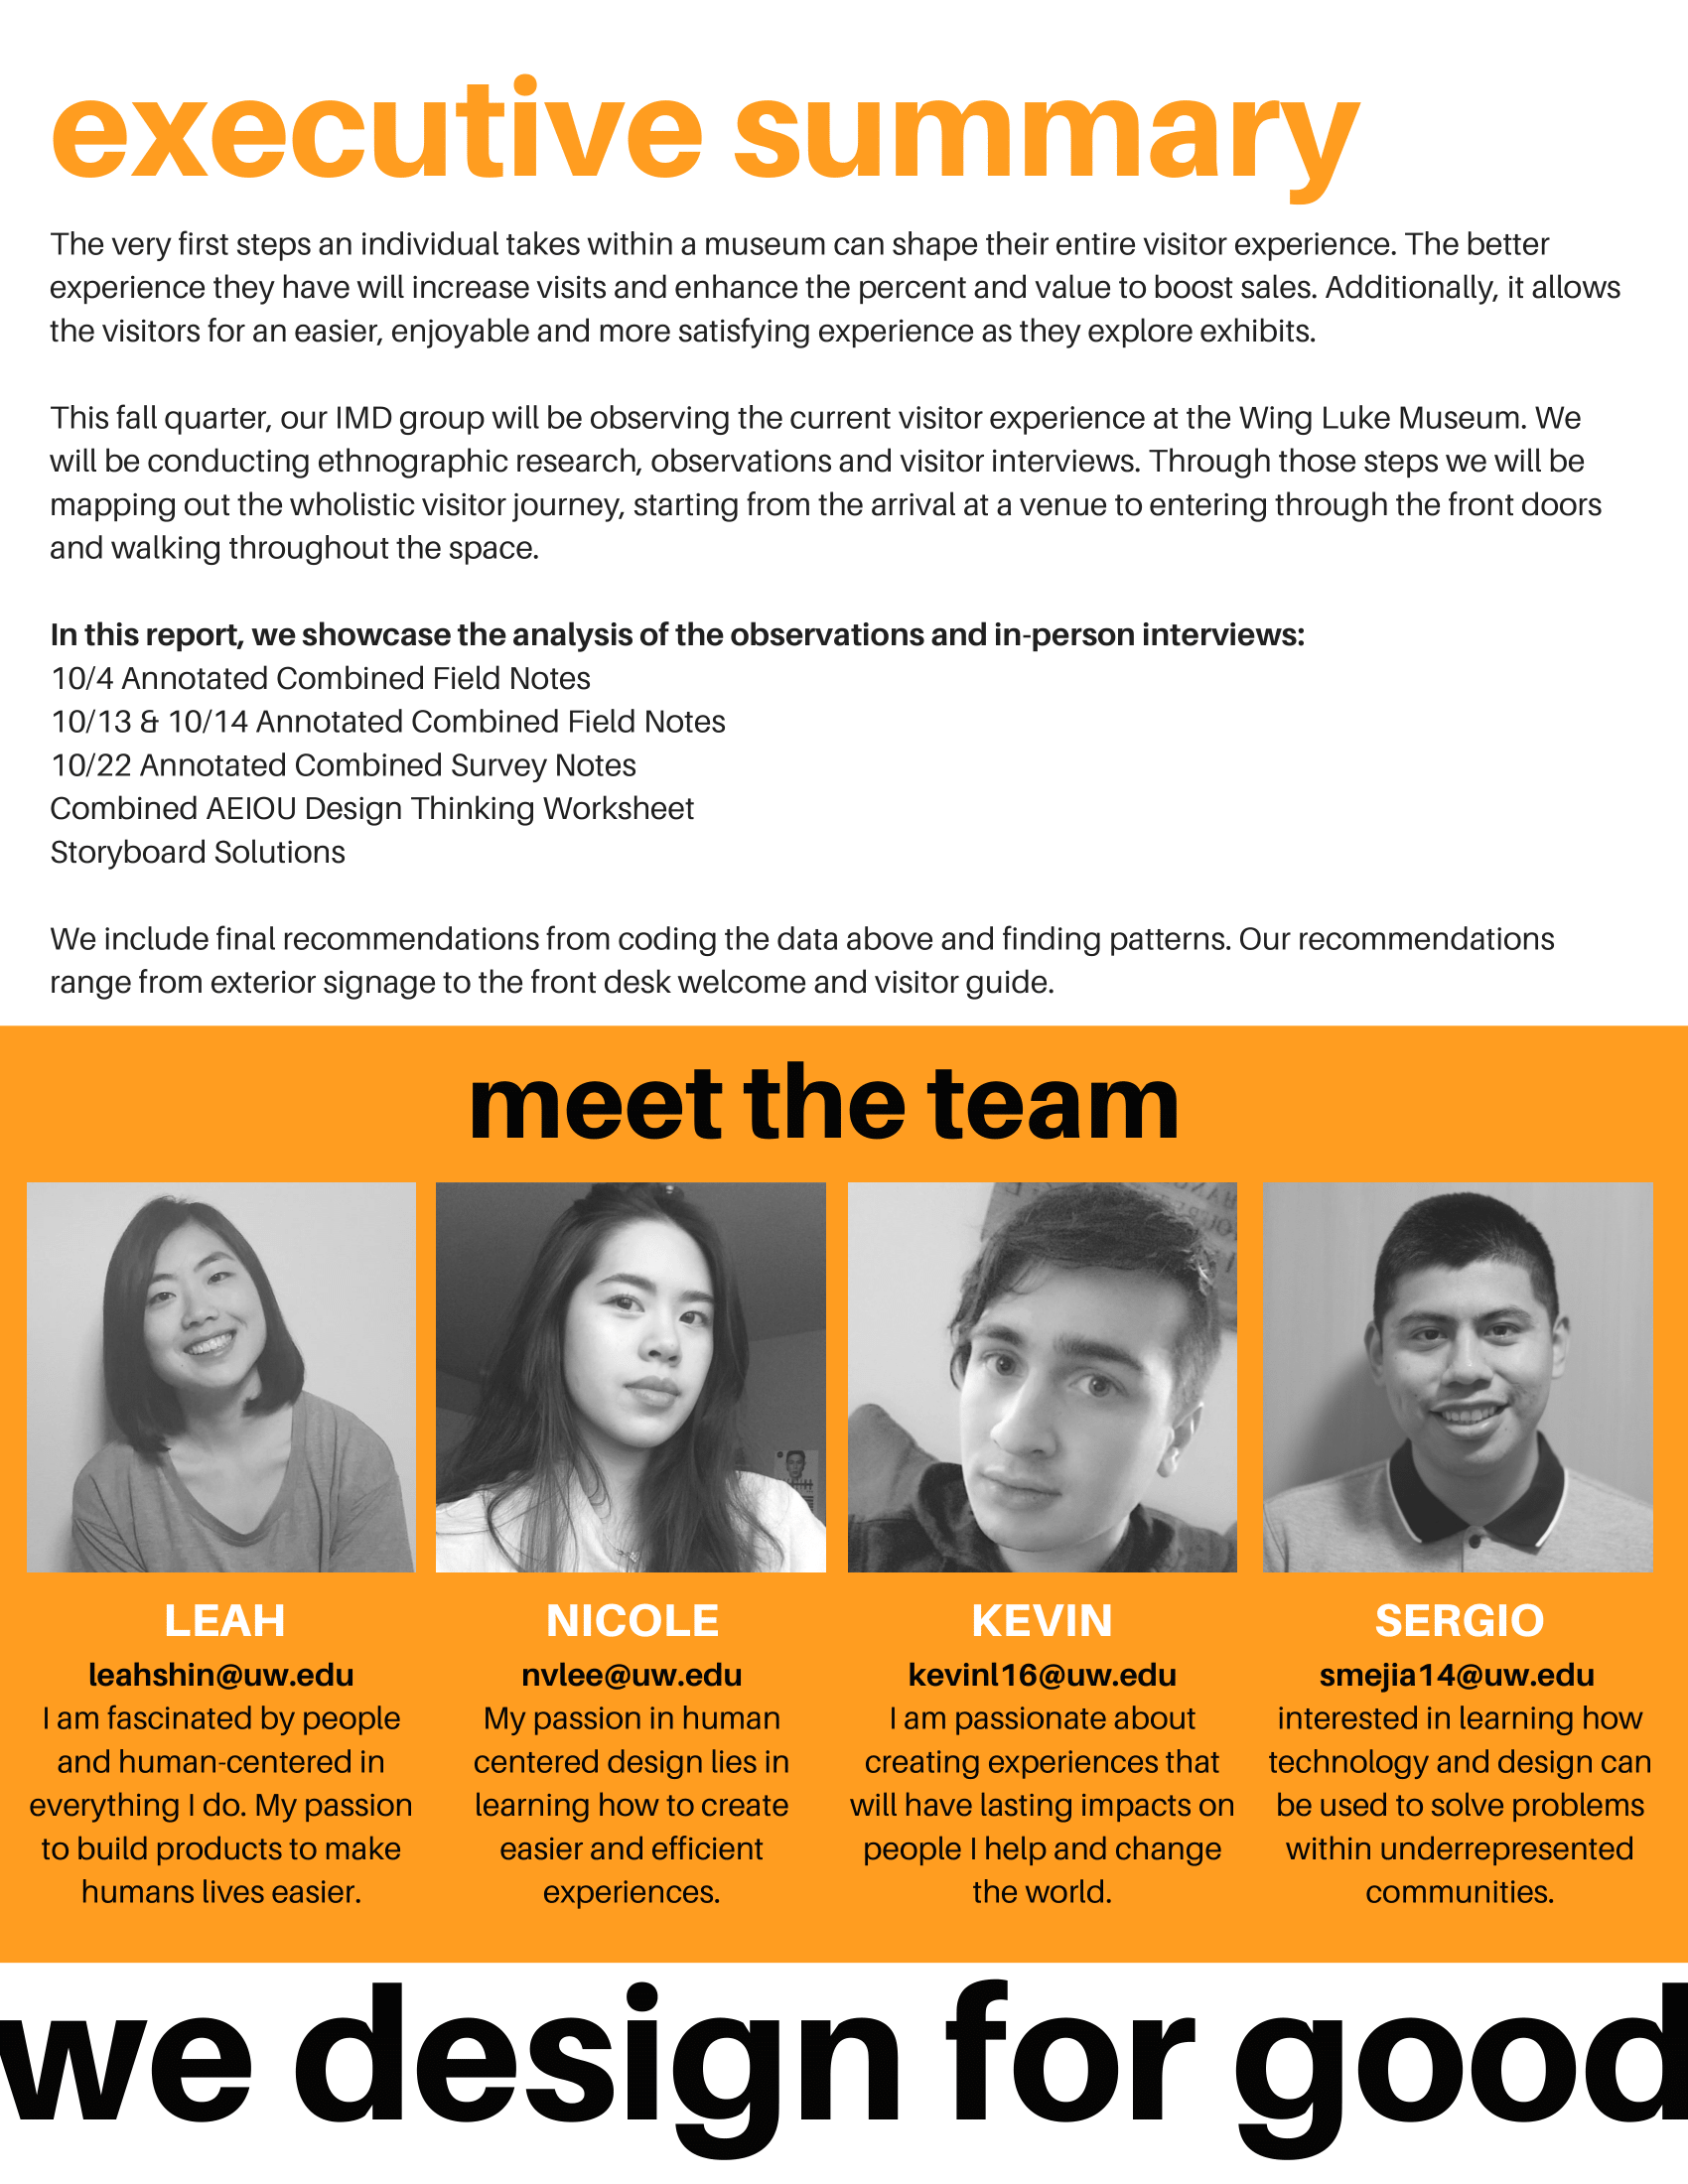 executive summary
The very first steps an individual takes within a museum can shape their entire visitor experience. The better
experience they have will increase visits and enhance the percent and value to boost sales. Additionally, it allows
the visitors for an easier, enjoyable and more satisfying experience as they explore exhibits.
This fall quarter, our IMD group will be observing the current visitor experience at the Wing Luke Museum. We
will be conducting ethnographic research, observations and visitor interviews. Through those steps we will be
mapping out the wholistic visitor journey, starting from the arrival at a venue to entering through the front doors
and walking throughout the space.
In this report, we showcase the analysis of the observations and in-person interviews:
10/4 Annotated Combined Field Notes
10/13 & 10/14 Annotated Combined Field Notes
10/22 Annotated Combined Survey Notes
Combined AEIOU Design Thinking Worksheet
Storyboard Solutions
We include final recommendations from coding the data above and finding patterns. Our recommendations
range from exterior signage to the front desk welcome and visitor guide.
meet the team
LEAH
leahshin@uw.edu
I am fascinated by people
and human-centered in
everything I do. My passion
to build products to make
humans lives easier.
NICOLE
nvlee@uw.edu
My passion in human
centered design lies in
learning how to create
easier and efficient
experiences.
KEVIN
kevinl16@uw.edu
I am passionate about
creating experiences that
will have lasting impacts on
people I help and change
the world.
SERGIO
smejia14@uw.edu
interested in learning how
technology and design can
be used to solve problems
within underrepresented
communities.
we design for good